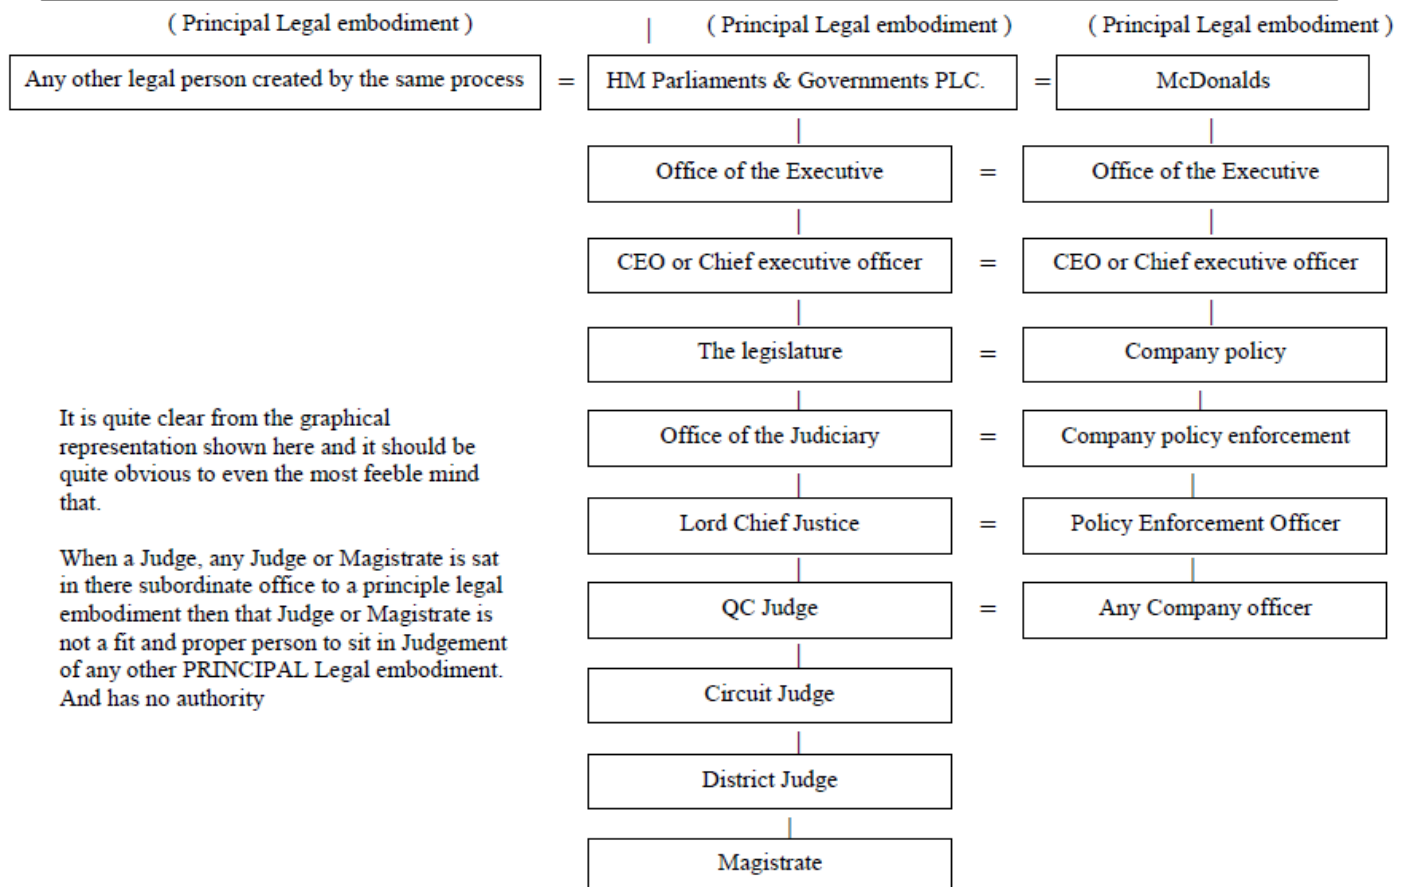 ( Principal Legal embodiment ) ( Principal Legal embodiment ) ( Principal Legal embodiment )
Any other legal person created by the same process = HM Parliaments & Governments PLC. = McDonalds
Office of the Executive = Office of the Executive
CEO or Chief executive officer = CEO or Chief executive officer
The legislature = Company policy
Office of the Judiciary = Company policy enforcement
Lord Chief Justice = Policy Enforcement Officer
QC Judge = Any Company officer
Circuit Judge
District Judge
Magistrate
It is quite clear from the graphical
representation shown here and it should be
quite obvious to even the most feeble mind
that.
When a Judge, any Judge or Magistrate is sat
in there subordinate office to a principle legal
embodiment then that Judge or Magistrate is
not a fit and proper person to sit in Judgement
of any other PRINCIPAL Legal embodiment.
And has no authority